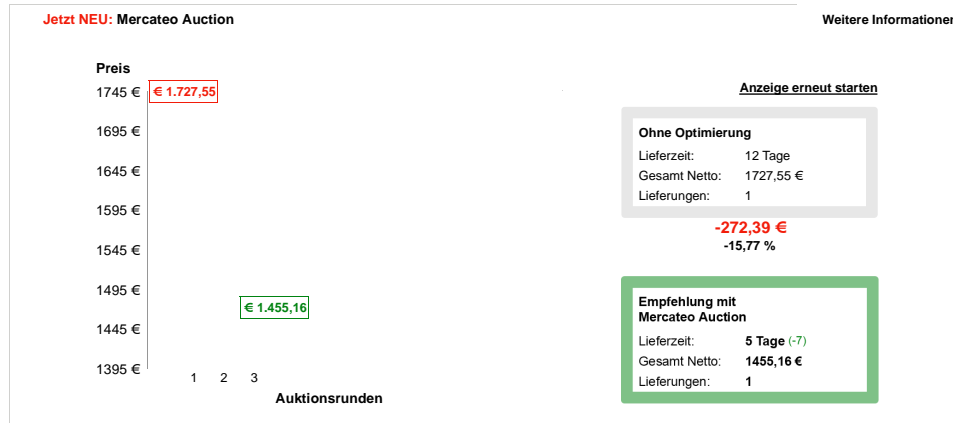 Jetzt NEU: Mercateo Auction
Weitere Informationen
Preis
1745 €
€ 1.727,55
1695 €
1645 €
1595 €
1545 €
1495 €
€ 1.455,16
1445 €
1395 €
1 2 3
Auktionsrunden
Anzeige erneut starten
Ohne Optimierung
Lieferzeit: 12 Tage
Gesamt Netto: 1727,55 €
Lieferungen: 1
-272,39 €
-15,77 %
Empfehlung mit
Mercateo Auction
Lieferzeit: 5 Tage (-7)
Gesamt Netto: 1455,16 €
Lieferungen: 1